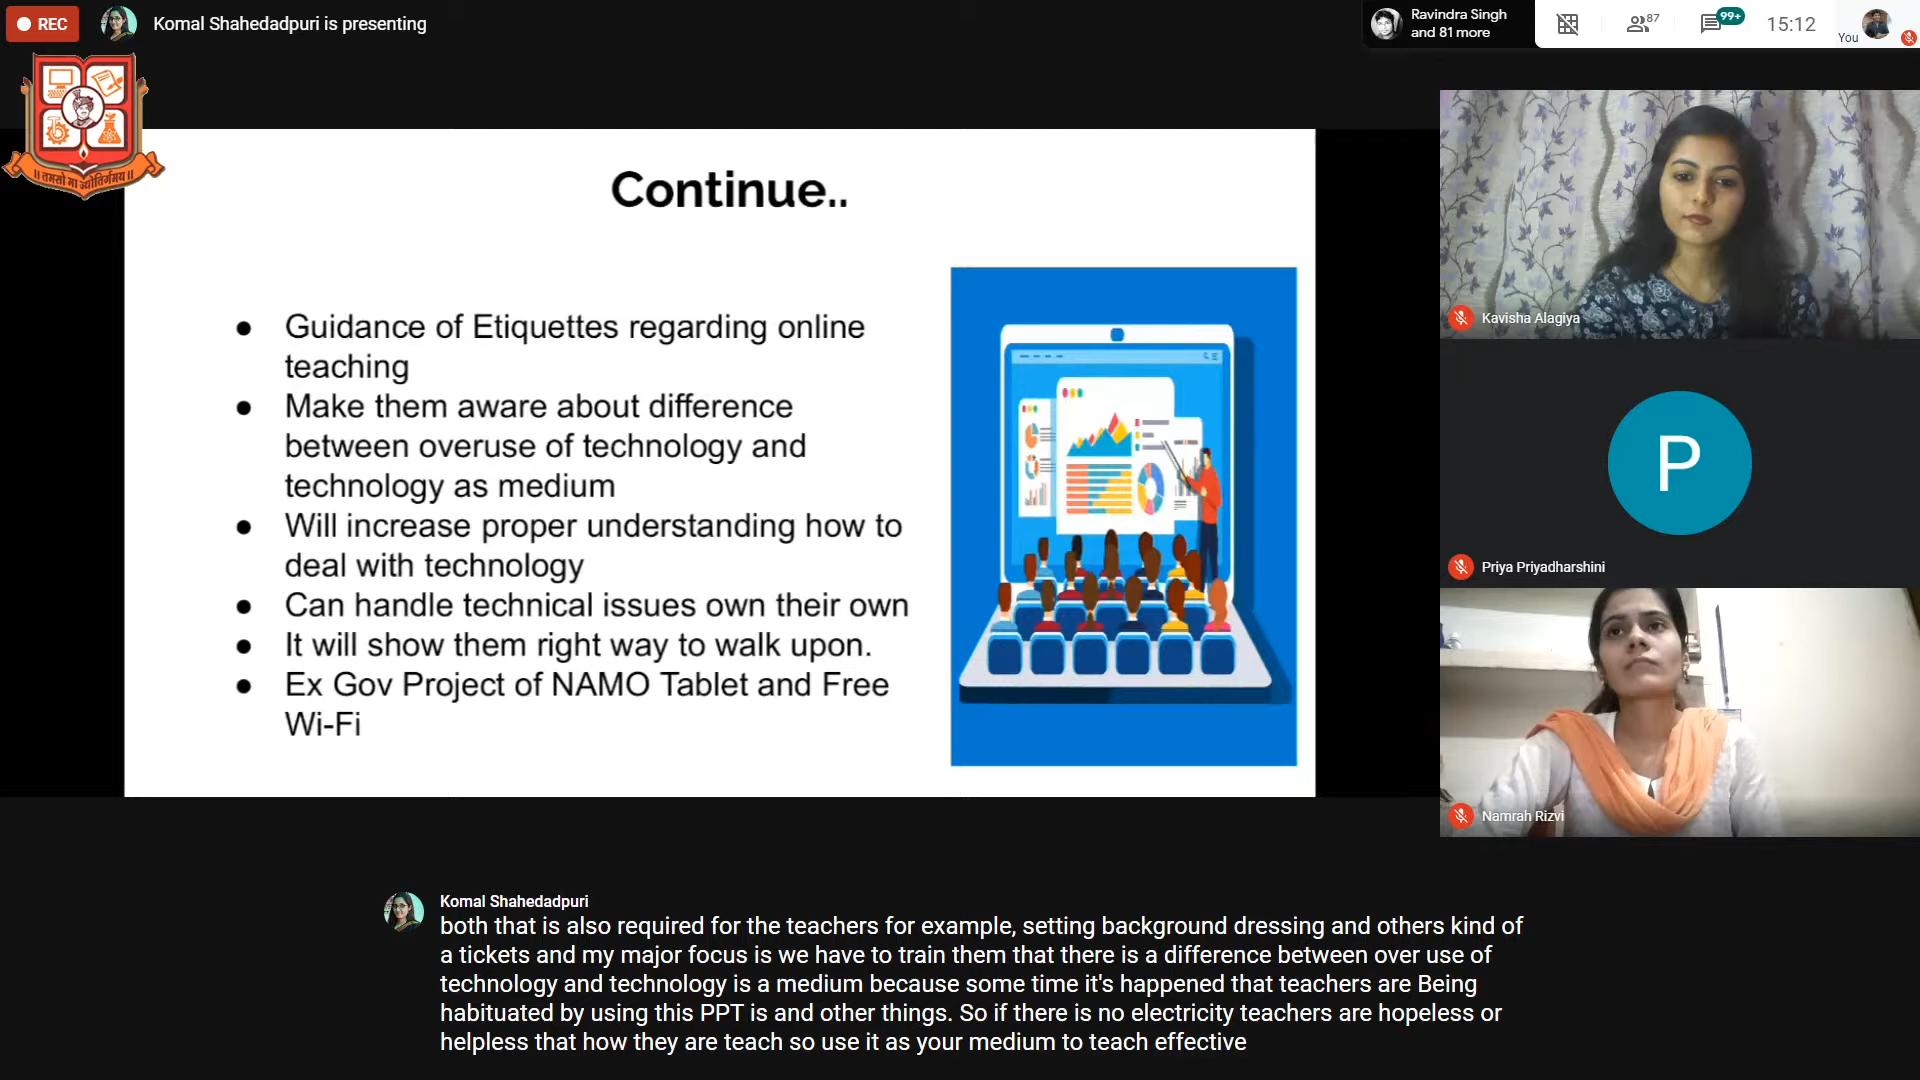 REC
Komal Shahedadpuri is presenting
Ravindra Singh
and 81 more
87
99+
15:12
You
॥ तमसो मा ज्योतिर्गमय ॥
Continue..
● Guidance of Etiquettes regarding online
teaching
● Make them aware about difference
between overuse of technology and
technology as medium
● Will increase proper understanding how to
deal with technology
● Can handle technical issues own their own
● It will show them right way to walk upon.
● Ex Gov Project of NAMO Tablet and Free
Wi-Fi
Kavisha Alagiya
P
Priya Priyadharshini
Namrah Rizvi
Komal Shahedadpuri
both that is also required for the teachers for example, setting background dressing and others kind of
a tickets and my major focus is we have to train them that there is a difference between over use of
technology and technology is a medium because some time it's happened that teachers are Being
habituated by using this PPT is and other things. So if there is no electricity teachers are hopeless or
helpless that how they are teach so use it as your medium to teach effective